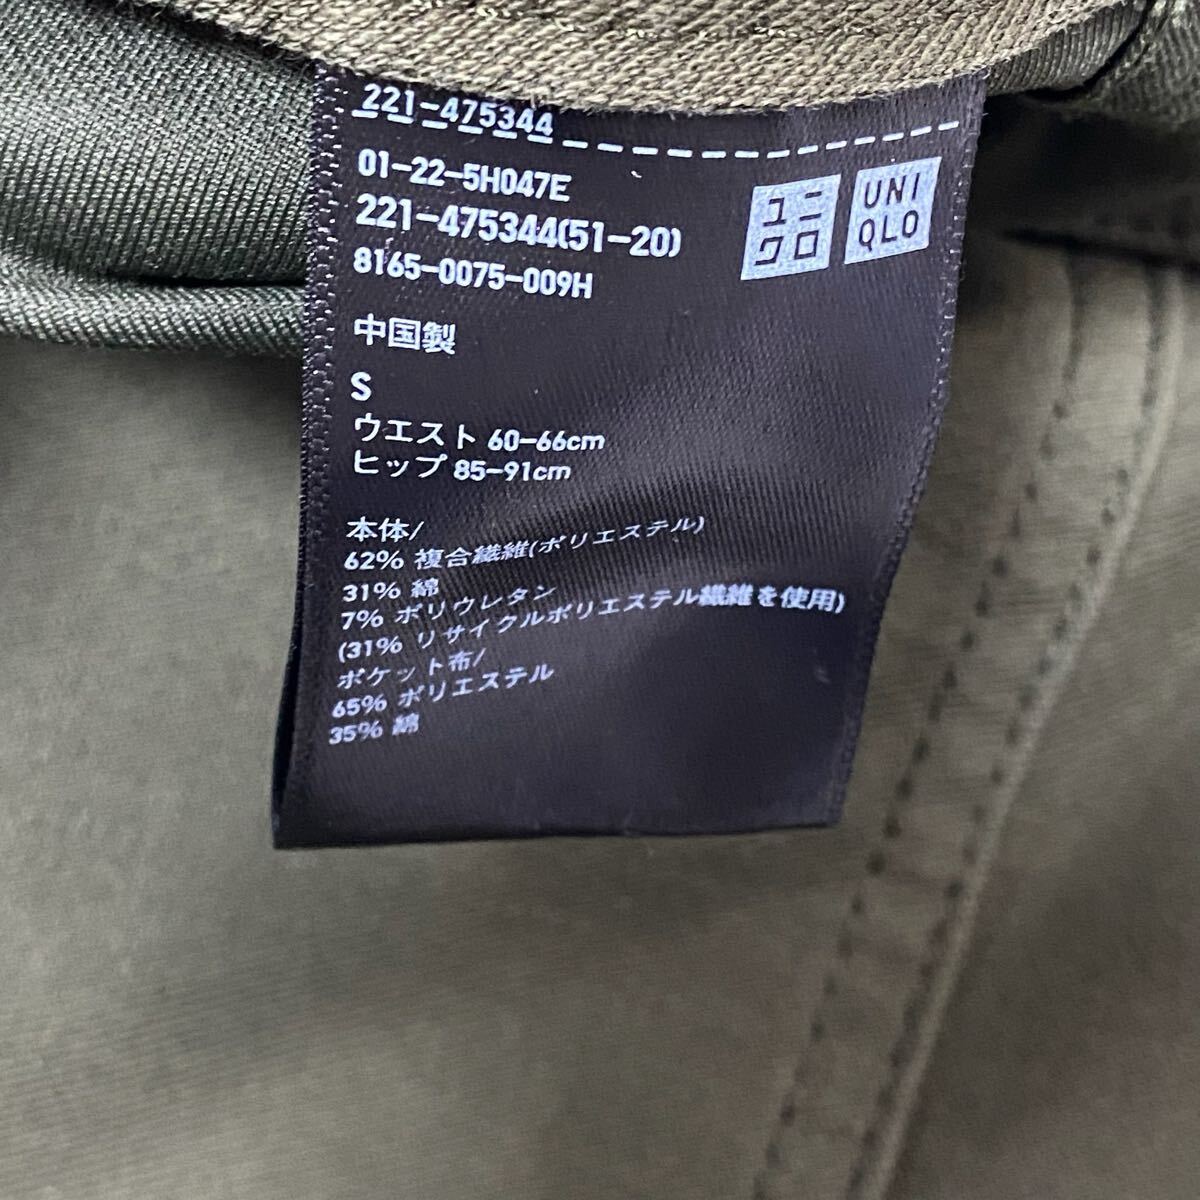 221-475344
01-22-5H047E
221-475344(51-20)
8165-0075-009H
ユニ
クロ
UNI
QLO
中国製
S
ウエスト 60-66cm
ヒップ 85-91cm
本体/
62% 複合繊維(ポリエステル)
31% 綿
7% ポリウレタン
(31% リサイクルポリエステル繊維を使用)
ポケット布/
65% ポリエステル
35% 綿